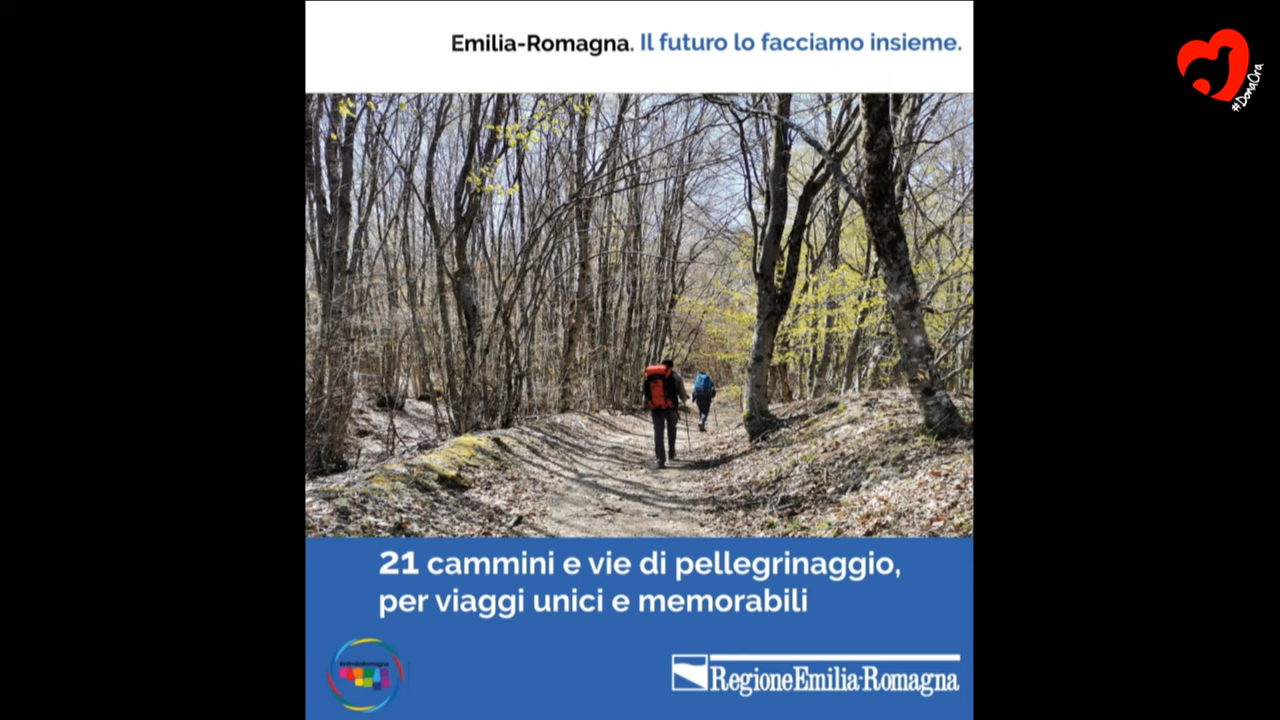 Emilia-Romagna. Il futuro lo facciamo insieme.
#DonaOra
21 cammini e vie di pellegrinaggio,
per viaggi unici e memorabili
#inEmiliaRomagna
RegioneEmilia-Romagna